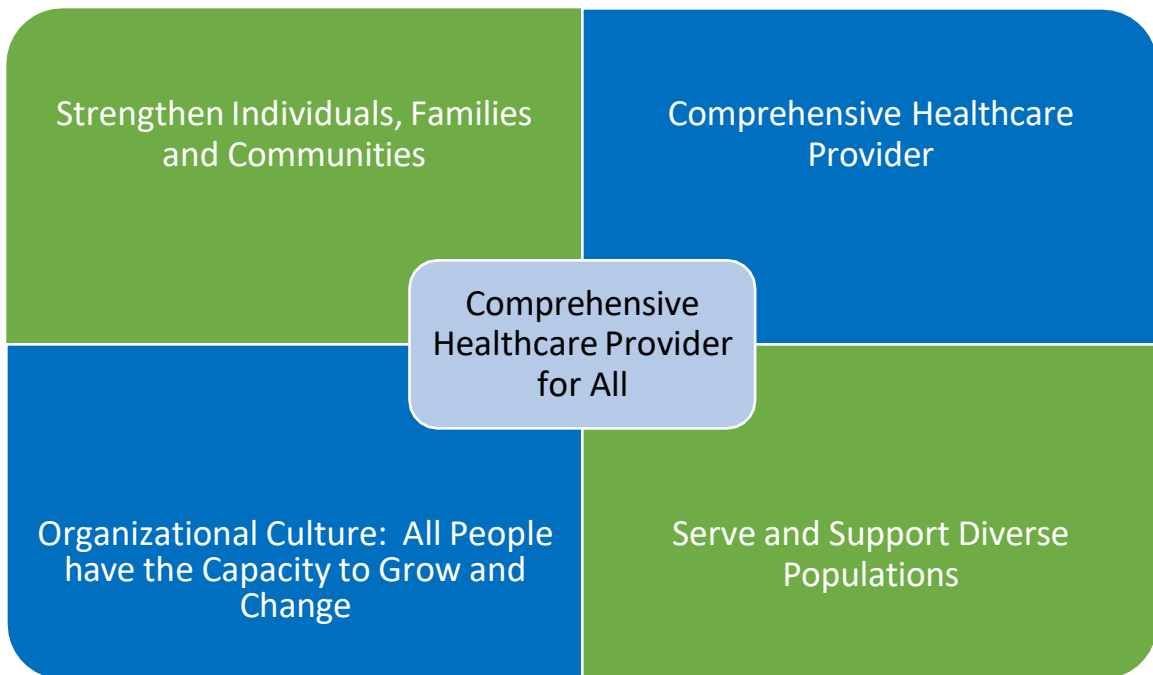 Strengthen Individuals, Families
and Communities
Comprehensive Healthcare
Provider
Comprehensive
Healthcare Provider
for All
Organizational Culture:  All People
have the Capacity to Grow and
Change
Serve and Support Diverse
Populations